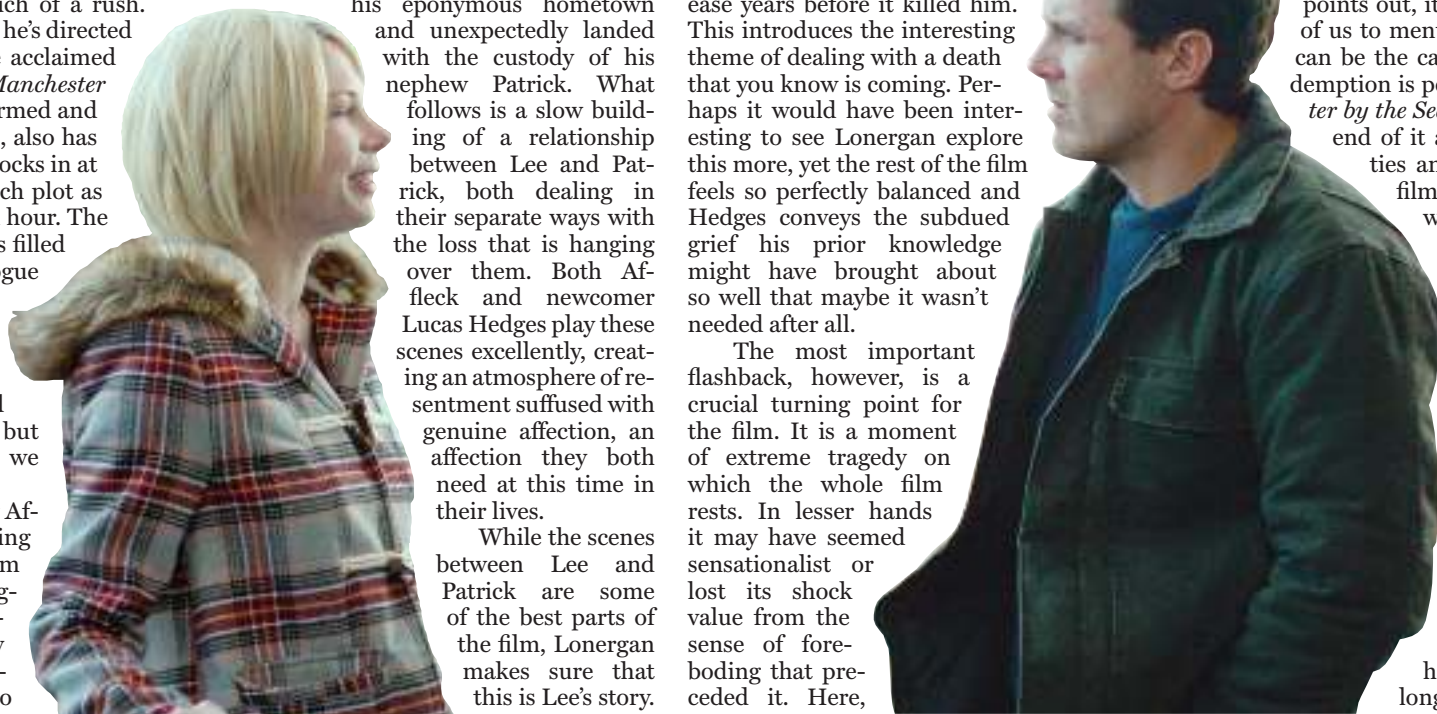 ich of a rush.
he's directed
acclaimed
Manchester
rmed and
, also has
ocks in at
ch plot as
hour. The
s filled
ogue
but
we
Af-
ing
m
g-
-
-
o
his eponymous hometown
and unexpectedly landed
with the custody of his
nephew Patrick. What
follows is a slow build-
ing of a relationship
between Lee and Pat-
rick, both dealing in
their separate ways with
the loss that is hanging
over them. Both Af-
fleck and newcomer
Lucas Hedges play these
scenes excellently, creat-
ing an atmosphere of re-
sentment suffused with
genuine affection, an
affection they both
need at this time in
their lives.
While the scenes
between Lee and
Patrick are some
of the best parts of
the film, Lonergan
makes sure that
this is Lee's story.
ease years before it killed him.
This introduces the interesting
theme of dealing with a death
that you know is coming. Per-
haps it would have been inter-
esting to see Lonergan explore
this more, yet the rest of the film
feels so perfectly balanced and
Hedges conveys the subdued
grief his prior knowledge
might have brought about
so well that maybe it wasn't
needed after all.
The most important
flashback, however, is a
crucial turning point for
the film. It is a moment
of extreme tragedy on
which the whole film
rests. In lesser hands
it may have seemed
sensationalist or
lost its shock
value from the
sense of fore-
boding that pre-
ceded it. Here,
points out, it
of us to ment
can be the ca
demption is po
ter by the Sea
end of it a
ties an
film
w
h
long